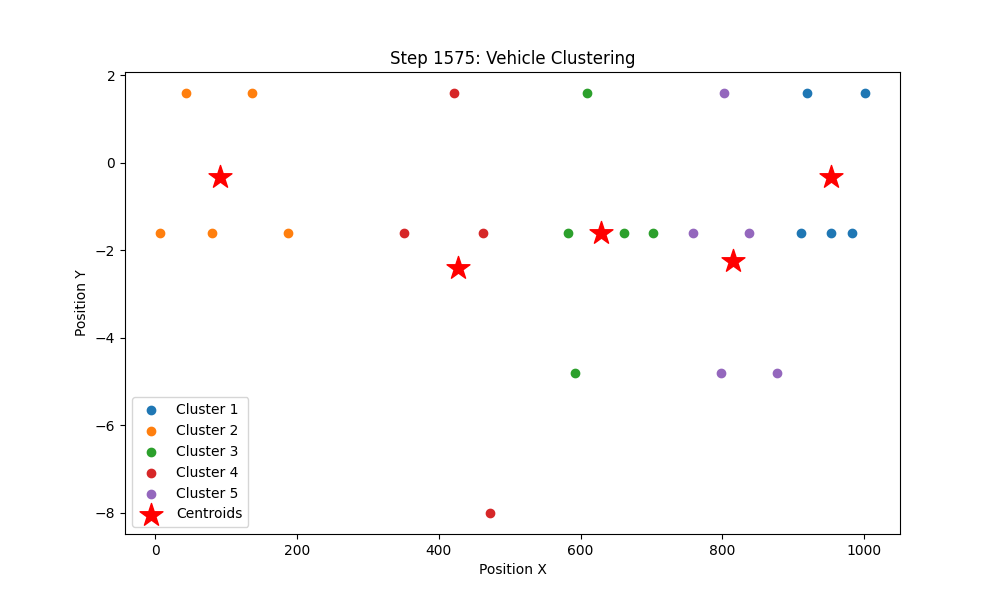 Step 1575: Vehicle Clustering
Position Y
2
0
−2
−4
−6
−8
Cluster 1
Cluster 2
Cluster 3
Cluster 4
Cluster 5
Centroids
0 200 400 600 800 1000
Position X